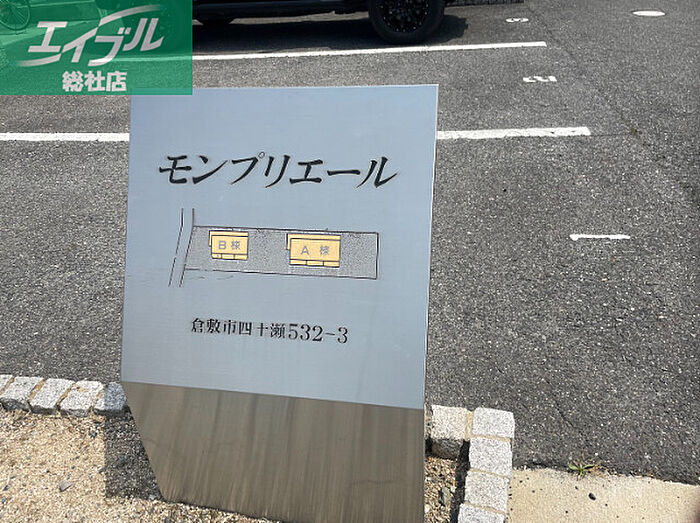 エイブル
総社店
3
モンプリエール
B棟
A棟
倉敷市四十瀬532-3